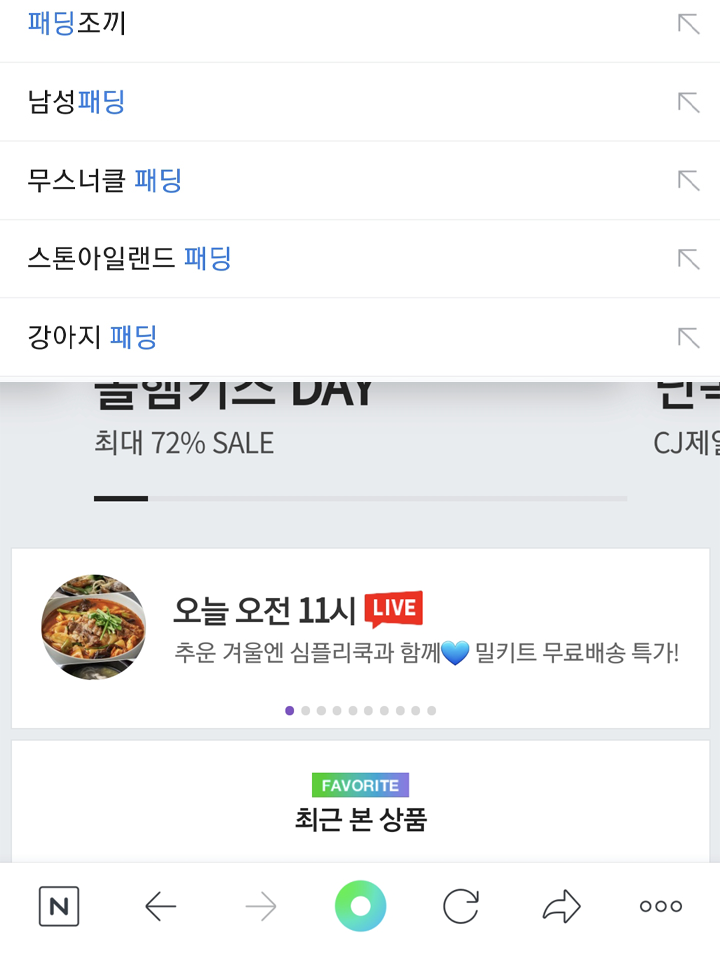 패딩조끼
남성패딩
무스너클 패딩
스톤아일랜드 패딩
강아지 패딩
DAY
최대 72% SALE
CJ제일
오늘 오전 11시 LIVE
추운 겨울엔 심플리쿡과 함께💙 밀키트 무료배송 특가!
FAVORITE
최근 본 상품
N